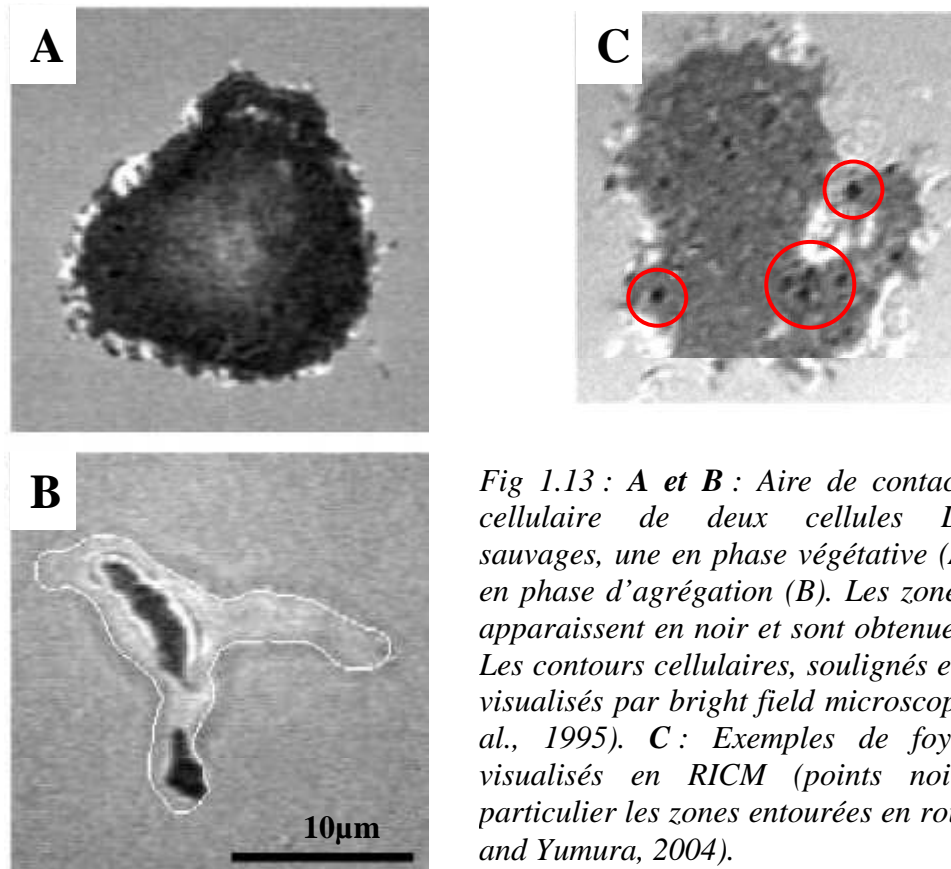 A
C
B
10µm
Fig 1.13 : A et B : Aire de contac
cellulaire de deux cellules
sauvages, une en phase végétative
en phase d'agrégation (B). Les zone
apparaissent en noir et sont obtenue
Les contours cellulaires, soulignés e
visualisés par bright field microscop
al., 1995). C : Exemples de foy
visualisés en RICM (points noi
particulier les zones entourées en rou
and Yumura, 2004).